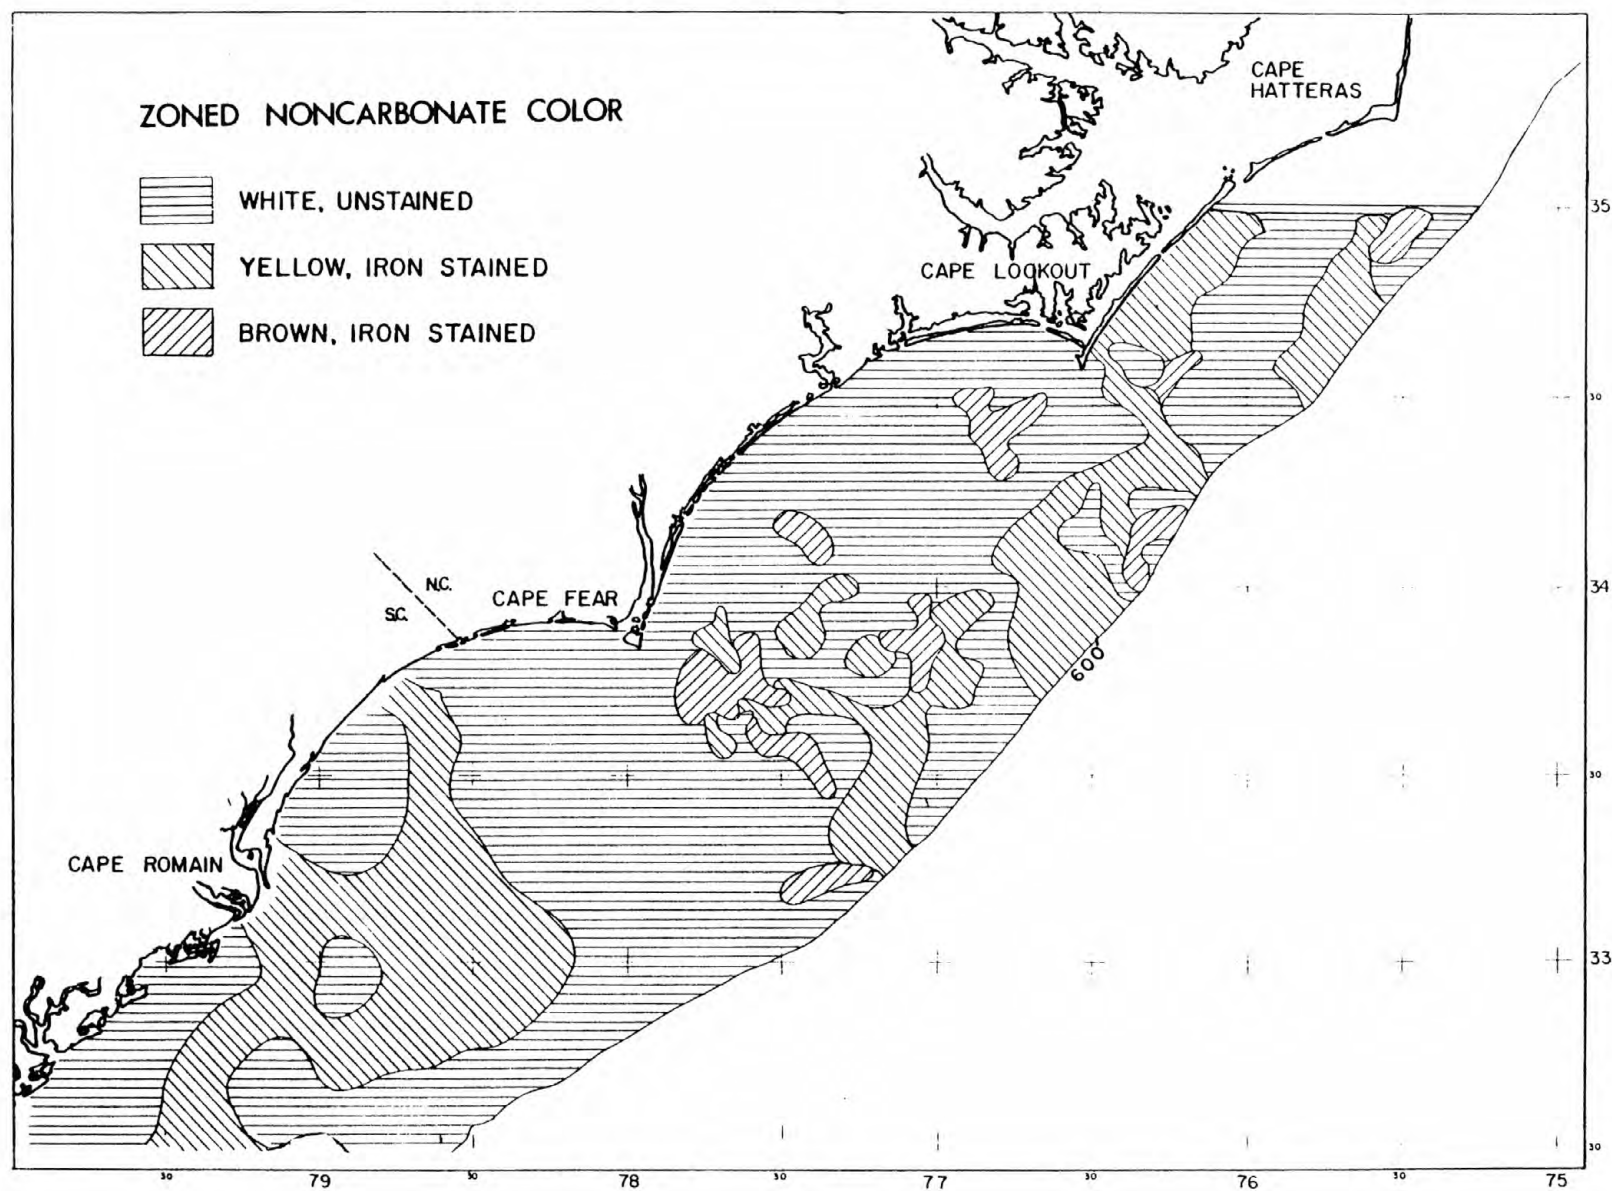 CAPE
HATTERAS
ZONED NONCARBONATE COLOR
WHITE, UNSTAINED
35
YELLOW, IRON STAINED
CAPE LOOKOUT
BROWN, IRON STAINED
30
N.C.
S.C.
CAPE FEAR
34
600
30
CAPE ROMAIN
33
30
30
79
30
78
30
77
30
76
30
75